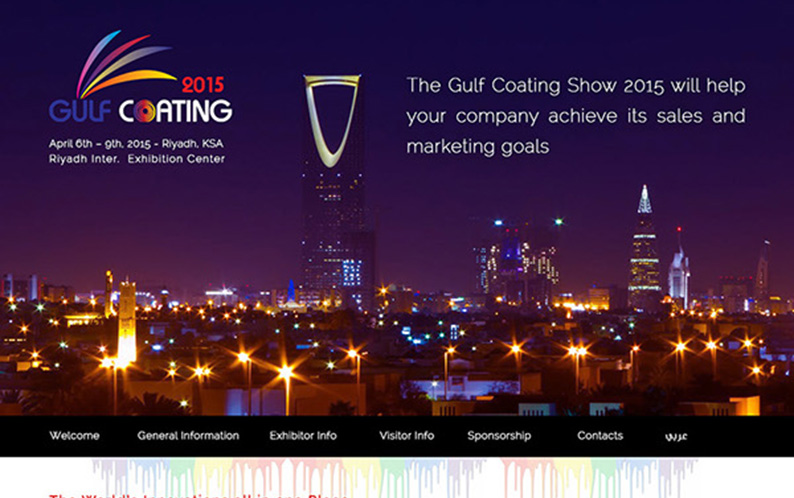 2015
GULF COATING
April 6th – 9th, 2015 - Riyadh, KSA
Riyadh Inter. Exhibition Center
The Gulf Coating Show 2015 will help
your company achieve its sales and
marketing goals
Welcome General Information Exhibitor Info Visitor Info Sponsorship Contacts عربي
The World's